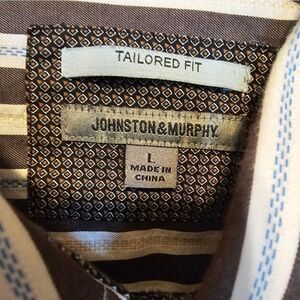 TAILORED FIT
JOHNSTON&MURPHY
L
MADE IN
CHINA